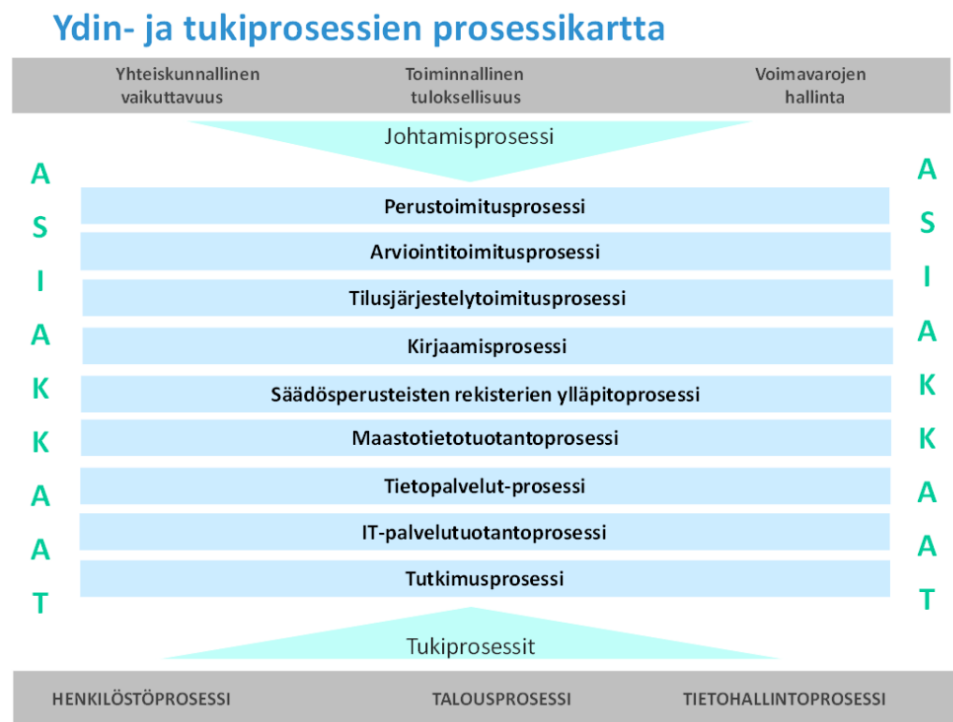 Ydin- ja tukiprosessien prosessikartta
Yhteiskunnallinen
vaikuttavuus
Toiminnallinen
tuloksellisuus
Voimavarojen
hallinta
Johtamisprosessi
A
S
I
A
K
K
A
A
T
Perustoimitusprosessi
Arviointitoimitusprosessi
Tilusjärjestelytoimitusprosessi
Kirjaamisprosessi
Säädösperusteisten rekisterien ylläpitoprosessi
Maastotietotuotantoprosessi
Tietopalvelut-prosessi
IT-palvelutuotantoprosessi
Tutkimusprosessi
A
S
I
A
K
K
A
A
T
Tukiprosessit
HENKILÖSTÖPROSESSI
TALOUSPROSESSI
TIETOHALLINTOPROSESSI